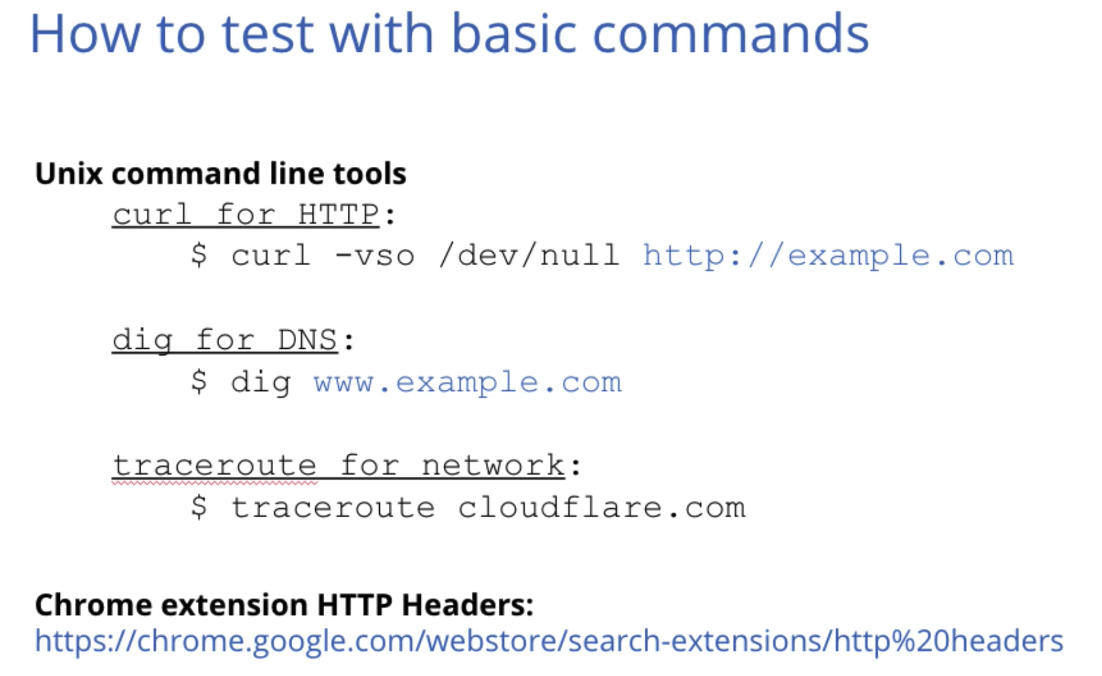 How to test with basic commands
Unix command line tools
curl for HTTP:
$ curl -vso /dev/null http://example.com
dig for DNS:
$ dig www.example.com
traceroute for network:
$ traceroute cloudflare.com
Chrome extension HTTP Headers:
https://chrome.google.com/webstore/search-extensions/http%20headers